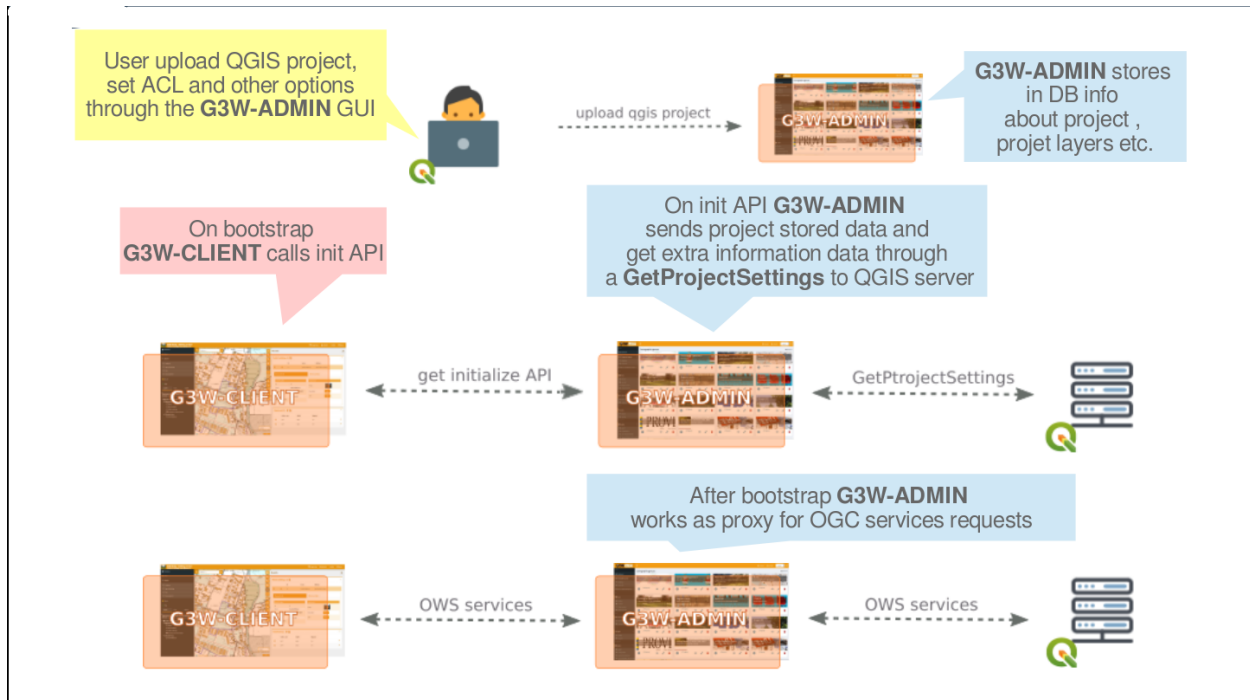 User upload QGIS project,
set ACL and other options
through the G3W-ADMIN GUI
upload qgis project
G3W-ADMIN
G3W-ADMIN stores
in DB info
about project ,
projet layers etc.
On bootstrap
G3W-CLIENT calls init API
On init API G3W-ADMIN
sends project stored data and
get extra information data through
a GetProjectSettings to QGIS server
G3W-CLIENT
get initialize API
G3W-ADMIN
GetPtrojectSettings
After bootstrap G3W-ADMIN
works as proxy for OGC services requests
G3W-CLIENT
OWS services
G3W-ADMIN
OWS services